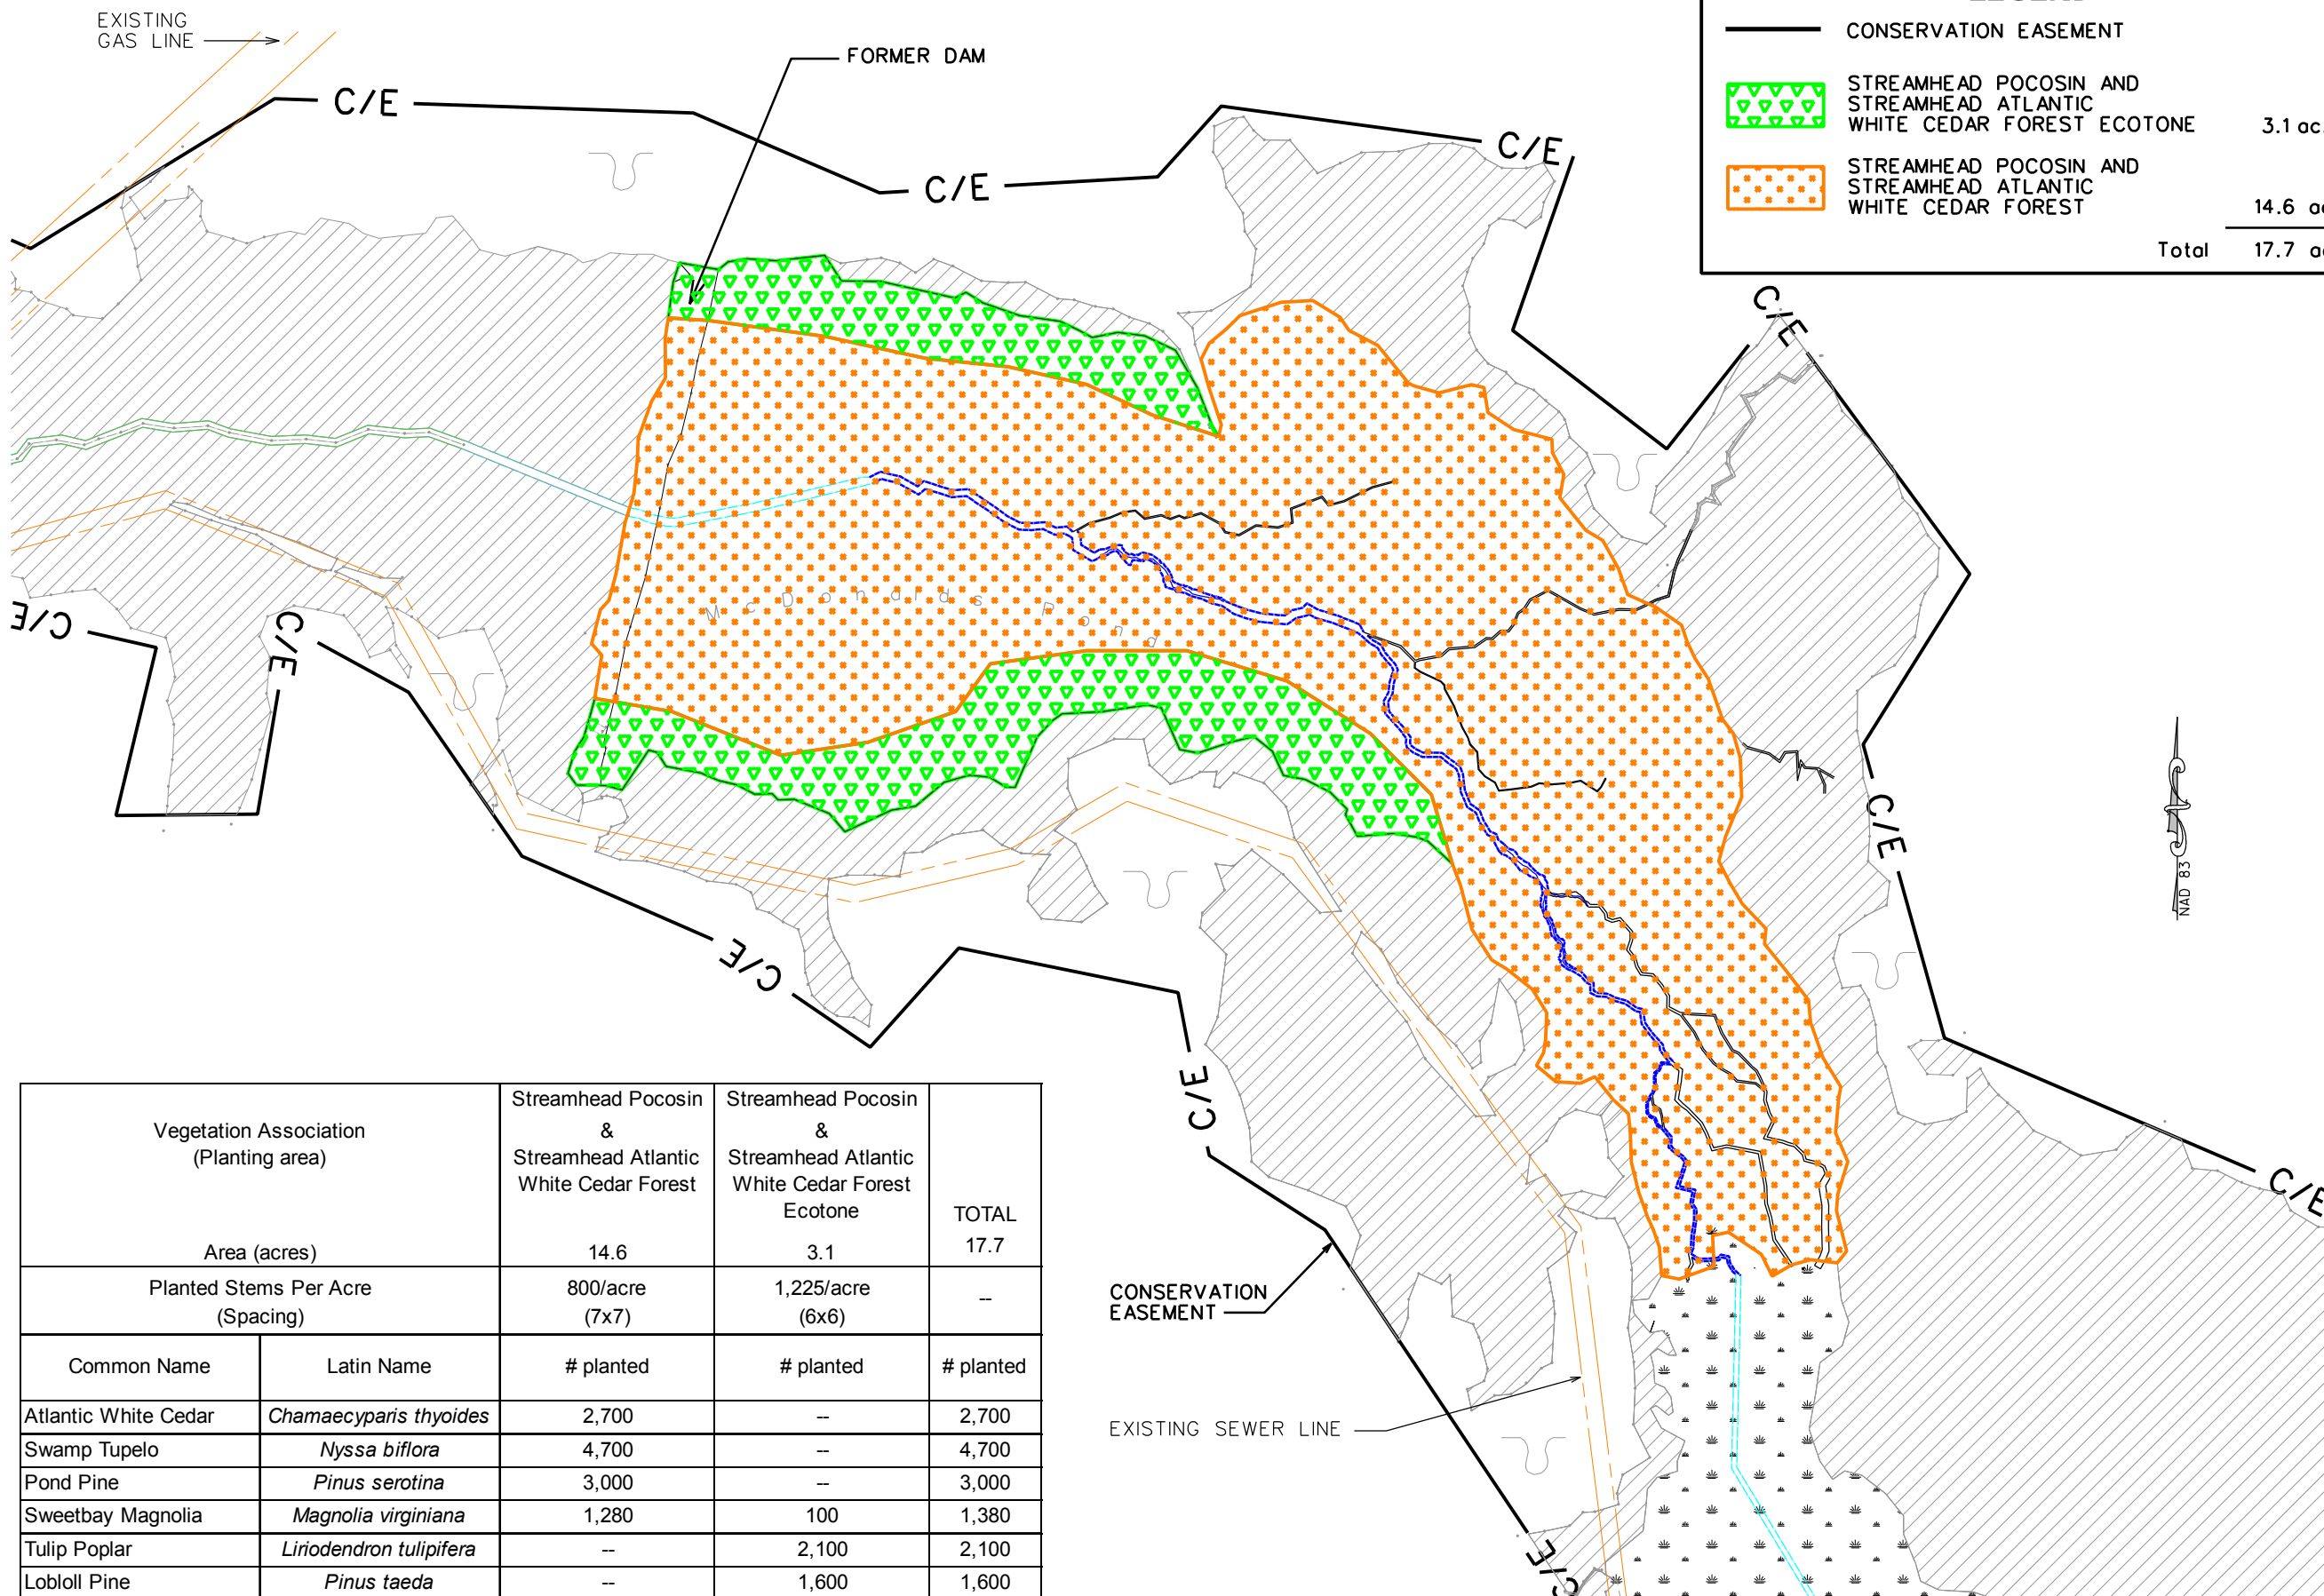 EXISTING
GAS LINE
FORMER DAM
C/E
C/E
C/E
C/E
CONSERVATION EASEMENT
STREAMHEAD POCOSIN AND
STREAMHEAD ATLANTIC
WHITE CEDAR FOREST ECOTONE 3.1 ac.
STREAMHEAD POCOSIN AND
STREAMHEAD ATLANTIC
WHITE CEDAR FOREST 14.6
Total 17.7
McDonards Pond
C/E
C/E
C/E
C/E
C/E
C/E
C/E
NAD 83
CONSERVATION
EASEMENT
EXISTING SEWER LINE
Vegetation Association
(Planting area)
Area (acres)
Streamhead Pocosin
&
Streamhead Atlantic
White Cedar Forest
14.6
Streamhead Pocosin
&
Streamhead Atlantic
White Cedar Forest
Ecotone
3.1
TOTAL
17.7
Planted Stems Per Acre
(Spacing)
800/acre
(7x7)
1,225/acre
(6x6)
--
Common Name Latin Name # planted # planted # planted
Atlantic White Cedar Chamaecyparis thyoides 2,700 -- 2,700
Swamp Tupelo Nyssa biflora 4,700 -- 4,700
Pond Pine Pinus serotina 3,000 -- 3,000
Sweetbay Magnolia Magnolia virginiana 1,280 100 1,380
Tulip Poplar Liriodendron tulipifera -- 2,100 2,100
Lobloll Pine Pinus taeda -- 1,600 1,600